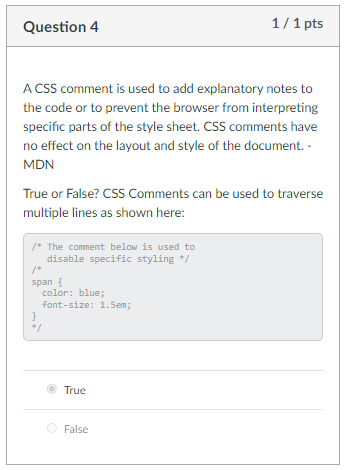 Question 4
1 / 1 pts
A CSS comment is used to add explanatory notes to
the code or to prevent the browser from interpreting
specific parts of the style sheet. CSS comments have
no effect on the layout and style of the document. -
MDN
True or False? CSS Comments can be used to traverse
multiple lines as shown here:
/* The comment below is used to
   disable specific styling */
/*
span {
  color: blue;
  font-size: 1.5em;
}
*/
True
False